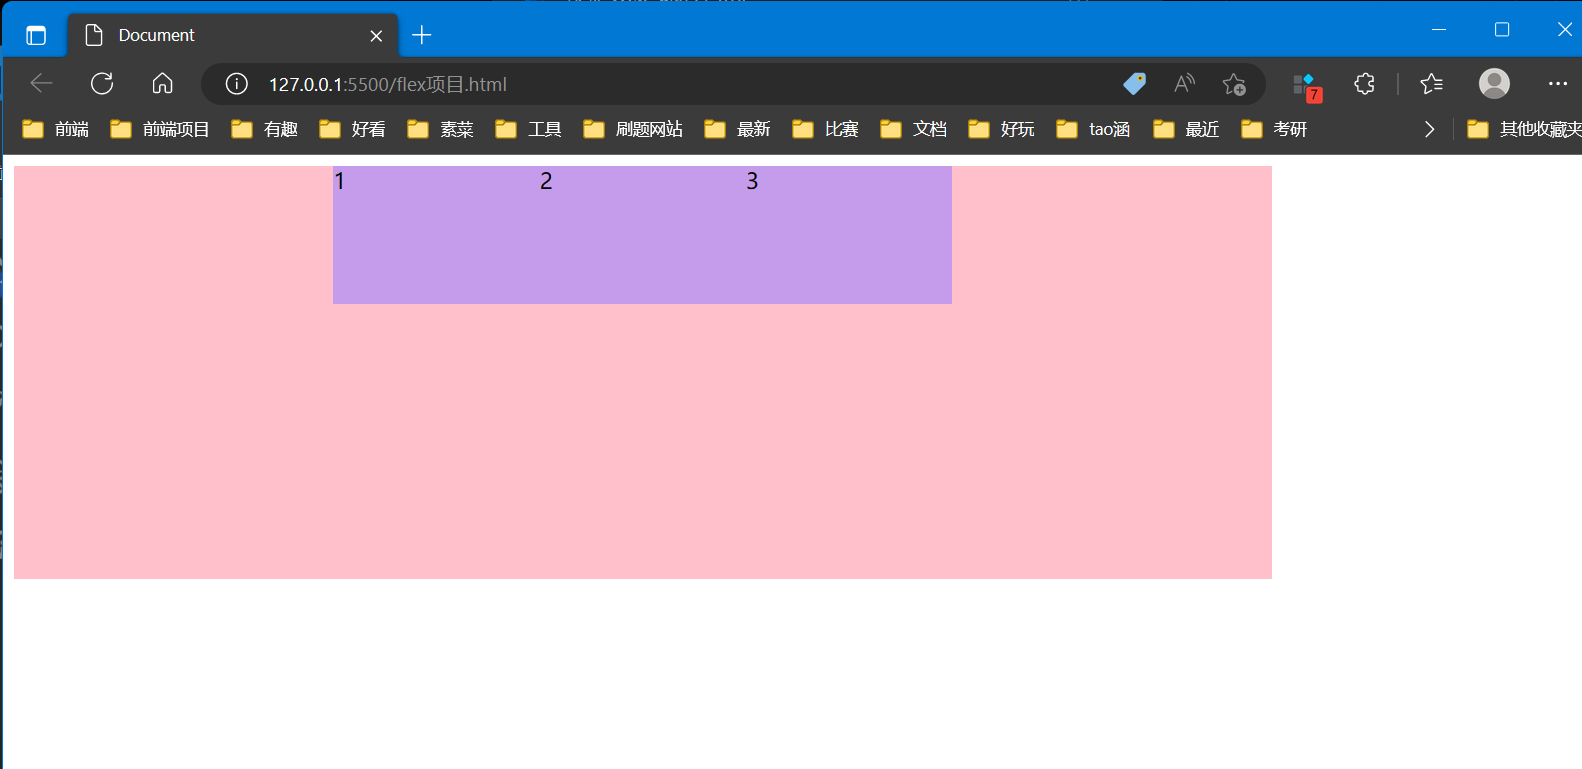 Document
127.0.0.1:5500/flex项目.html
7
前端 前端项目 有趣 好看 素菜 工具 刷题网站 最新 比赛 文档 好玩 tao涵 最近 考研 其他收藏夹
1 2 3